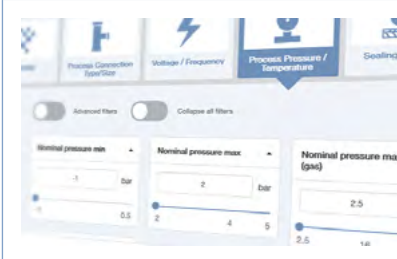 Process Connection
Type/Size
Voltage / Frequency
Process Pressure /
Temperature
Sealing
Advanced filters
Collapse all filters
Nominal pressure min
Nominal pressure max
Nominal pressure ma
(gas)
-1
bar
2
bar
2.5
-1
0.5
2
4
5
2.5
16